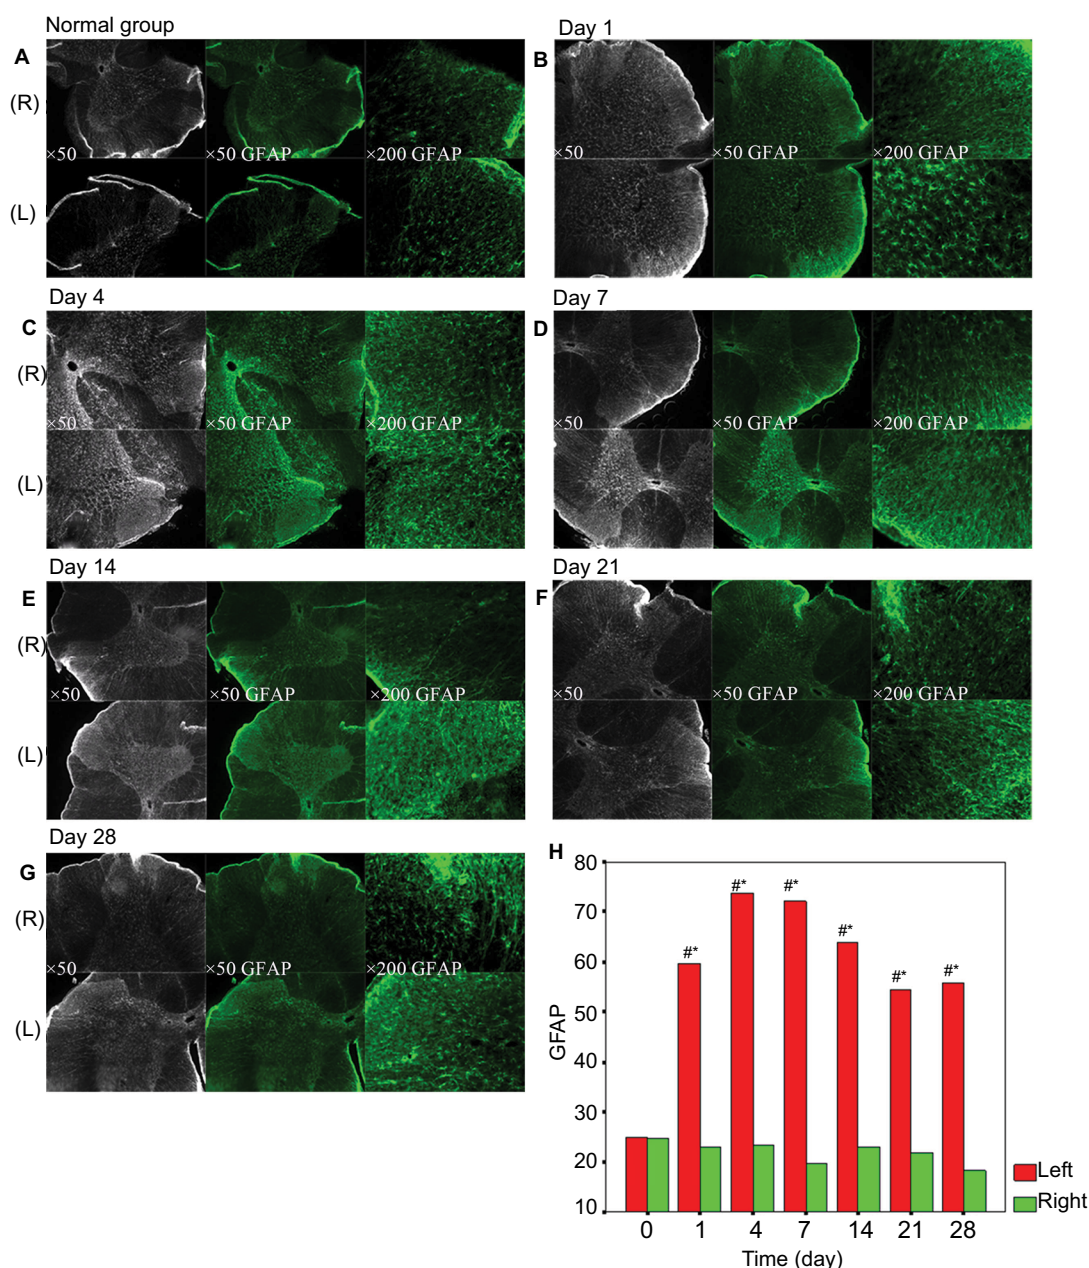 Normal group
A
(R)
×50
×50 GFAP
×200 GFAP
(L)
Day 1
B
×50
×50 GFAP
×200 GFAP
Day 4
C
(R)
×50
×50 GFAP
×200 GFAP
(L)
Day 7
D
×50
×50 GFAP
×200 GFAP
Day 14
E
(R)
×50
×50 GFAP
×200 GFAP
(L)
Day 21
F
×50
×50 GFAP
×200 GFAP
Day 28
G
(R)
×50
×50 GFAP
×200 GFAP
(L)
H
80
70
60
50
40
30
20
10
GFAP
#*
#*
#*
#*
#*
#*
0 1 4 7 14 21 28
Time (day)
Left
Right